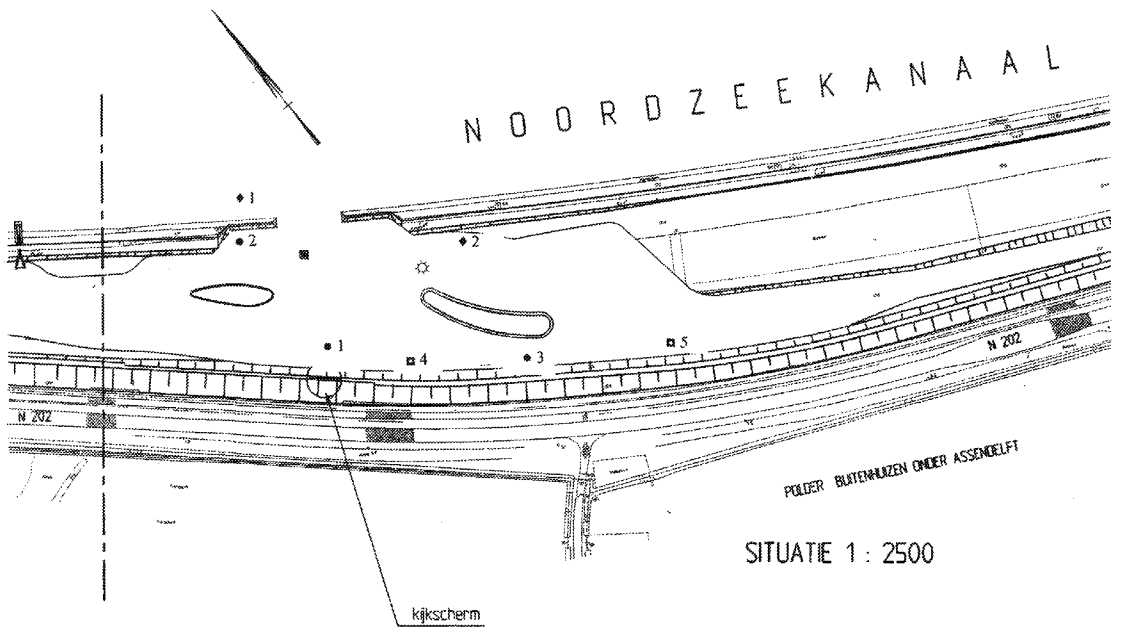 NOORDZEEKANAAL
1
2
2
1
4
3
5
N 202
N 202
POLDER BUITENHUIZEN ONDER ASSENDELFT
SITUATIE 1 : 2500
kijkscherm